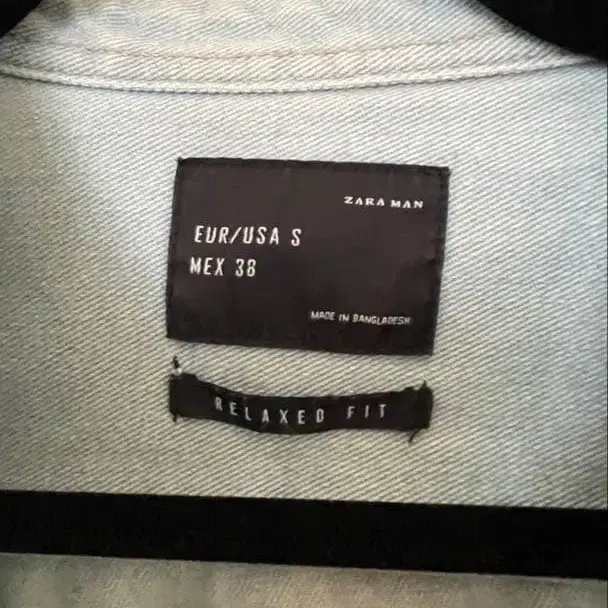 ZARA MAN
EUR/USA S
MEX 38
MADE IN BANGLADESH
RELAXED FIT